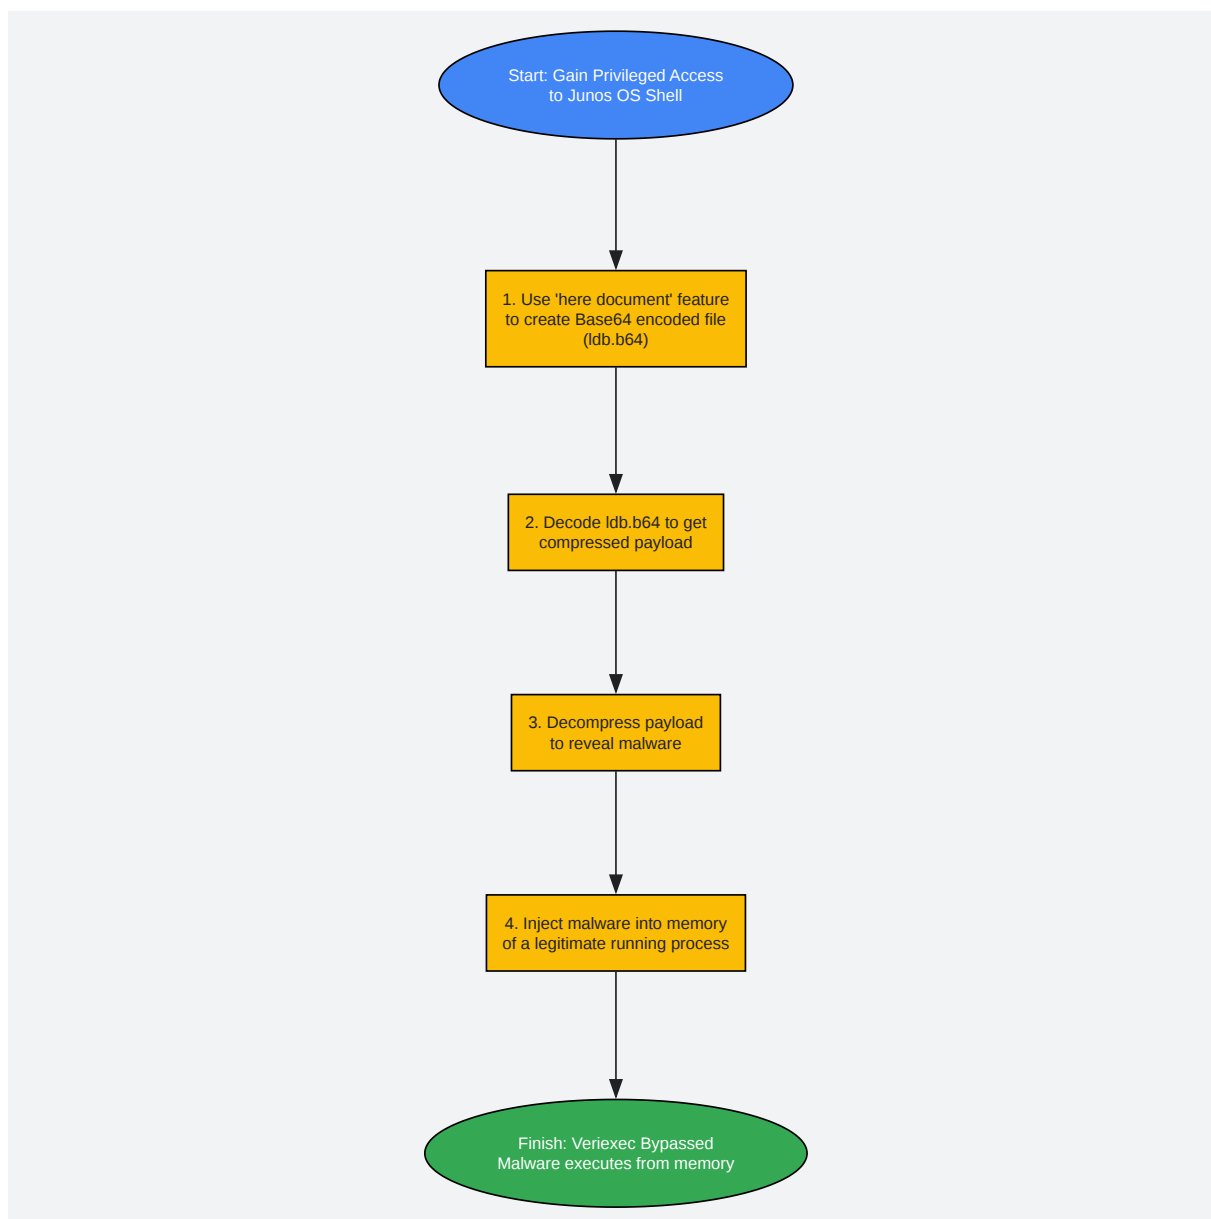 Start: Gain Privileged Access
to Junos OS Shell
1. Use 'here document' feature
to create Base64 encoded file
(ldb.b64)
2. Decode ldb.b64 to get
compressed payload
3. Decompress payload
to reveal malware
4. Inject malware into memory
of a legitimate running process
Finish: Veriexec Bypassed
Malware executes from memory